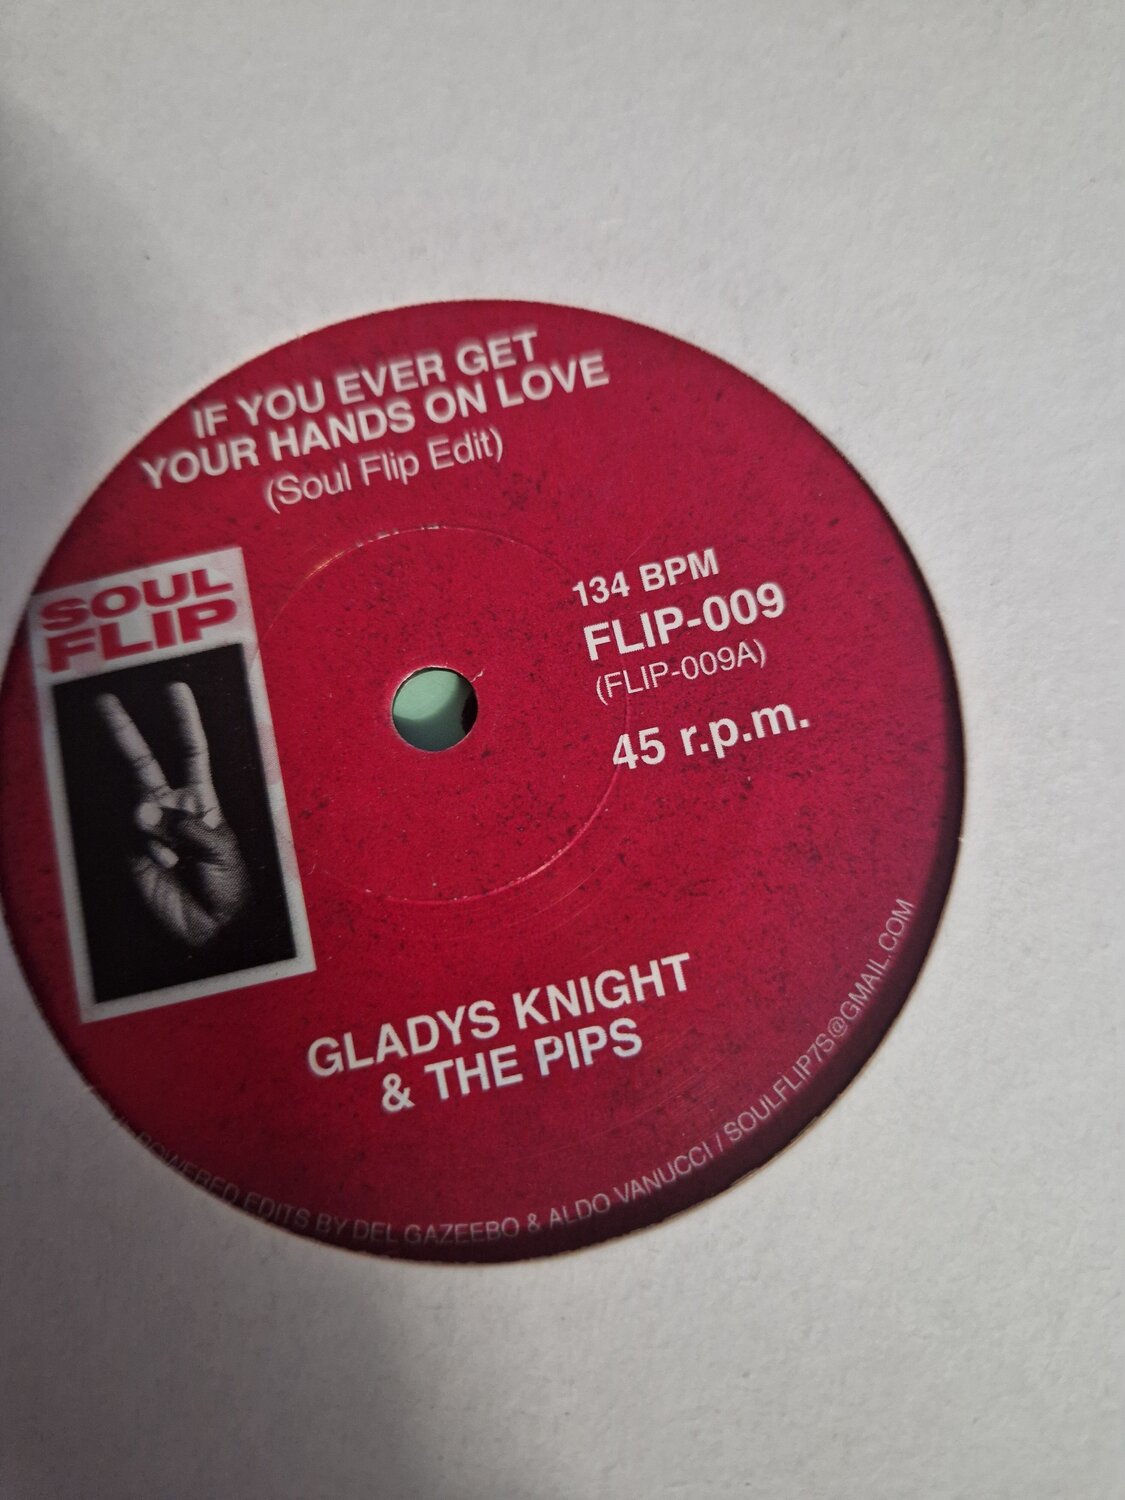 IF YOU EVER GET
YOUR HANDS ON LOVE
(Soul Flip Edit)
SOUL
FLIP
134 BPM
FLIP-009
(FLIP-009A)
45 r.p.m.
GLADYS KNIGHT
& THE PIPS
POWERED EDITS BY DEL GAZEEBO & ALDO VANUCCI / SOULFLIP7S@GMAIL.COM